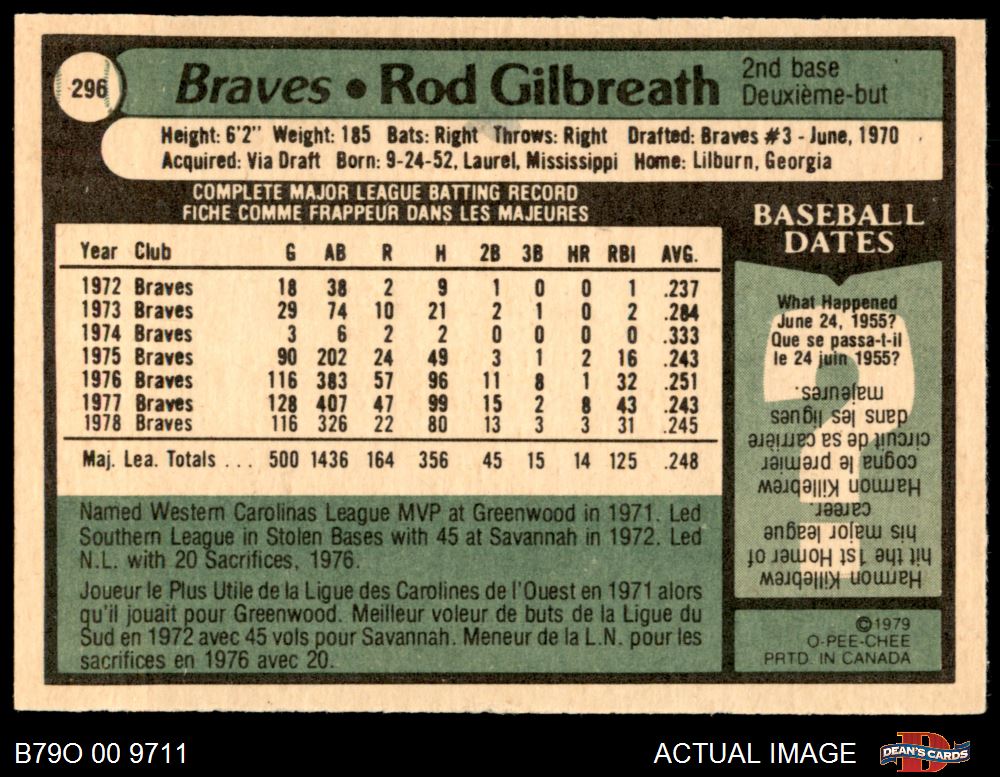 296
Braves • Rod Gilbreath
2nd base
Deuxième-but
Height: 6'2" Weight: 185 Bats: Right Throws: Right Drafted: Braves #3 - June, 1970
Acquired: Via Draft Born: 9-24-52, Laurel, Mississippi Home: Lilburn, Georgia
COMPLETE MAJOR LEAGUE BATTING RECORD
FICHE COMME FRAPPEUR DANS LES MAJEURES
Year Club G AB R H 2B 3B HR RBI AVG.
1972 Braves 18 38 2 9 1 0 0 1 .237
1973 Braves 29 74 10 21 2 1 0 2 .284
1974 Braves 3 6 2 2 0 0 0 0 .333
1975 Braves 90 202 24 49 3 1 2 16 .243
1976 Braves 116 383 57 96 11 8 1 32 .251
1977 Braves 128 407 47 99 15 2 8 43 .243
1978 Braves 116 326 22 80 13 3 3 31 .245
Maj. Lea. Totals . . . 500 1436 164 356 45 15 14 125 .248
Named Western Carolinas League MVP at Greenwood in 1971. Led
Southern League in Stolen Bases with 45 at Savannah in 1972. Led
N.L. with 20 Sacrifices, 1976.
Joueur le Plus Utile de la Ligue des Carolines de l'Ouest en 1971 alors
qu'il jouait pour Greenwood. Meilleur voleur de buts de la Ligue du
Sud en 1972 avec 45 vols pour Savannah. Meneur de la L.N. pour les
sacrifices en 1976 avec 20.
BASEBALL
DATES
What Happened
June 24, 1955?
Que se passa-t-il
le 24 juin 1955?
Harmon Killebrew
hit the 1st Homer of
his major league
career.
Harmon Killebrew
cogna le premier
circuit de sa carrière
dans les ligues
majeures.
©1979
O-PEE-CHEE
PRTD. IN CANADA
B79O 00 9711
ACTUAL IMAGE
DEAN'S CARDS